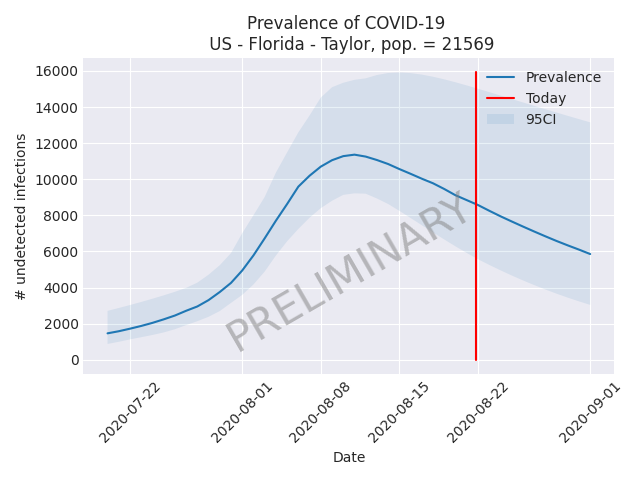 Prevalence of COVID-19
US - Florida - Taylor, pop. = 21569
# undetected infections
16000
14000
12000
10000
8000
6000
4000
2000
0
Prevalence
Today
95CI
PRELIMINARY
2020-07-22
2020-08-01
2020-08-08
2020-08-15
2020-08-22
2020-09-01
Date